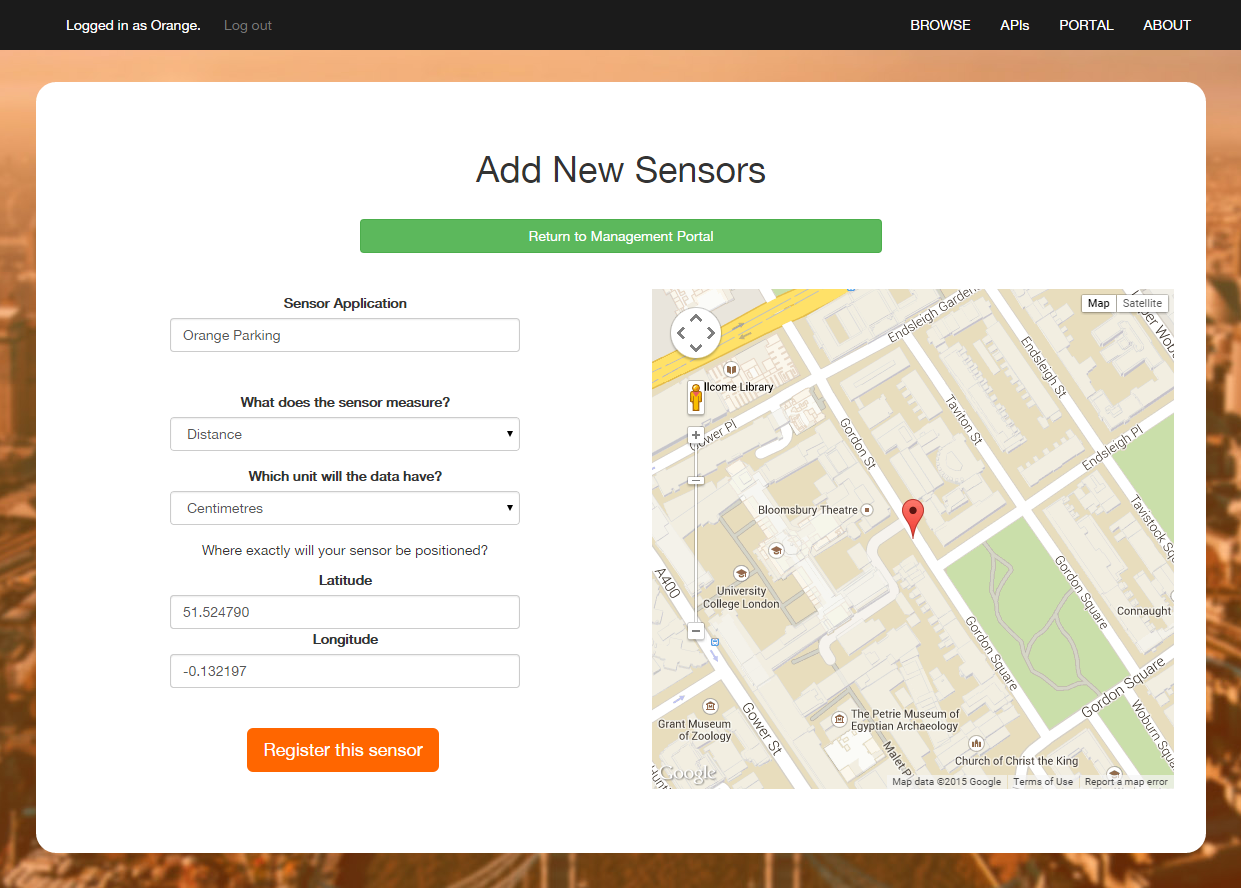 Logged in as Orange. Log out BROWSE APIs PORTAL ABOUT
Add New Sensors
Return to Management Portal
Sensor Application
Orange Parking
What does the sensor measure?
Distance
Which unit will the data have?
Centimetres
Where exactly will your sensor be positioned?
Latitude
51.524790
Longitude
-0.132197
Register this sensor
Map Satellite
Endsleigh Gardens
Endsleigh St
llcome Library
Gower Pl
Gordon St
Taviton St
Endsleigh Pl
Bloomsbury Theatre
Tavistock Squ
A400
University
College London
Gordon Square
Connaught
Gordon Square
Gordon Square
Grant Museum
of Zoology
Gower St
The Petrie Museum of
Egyptian Archaeology
Malet P
Woburn Squ
Church of Christ the King
Google
Map data ©2015 Google Terms of Use Report a map error